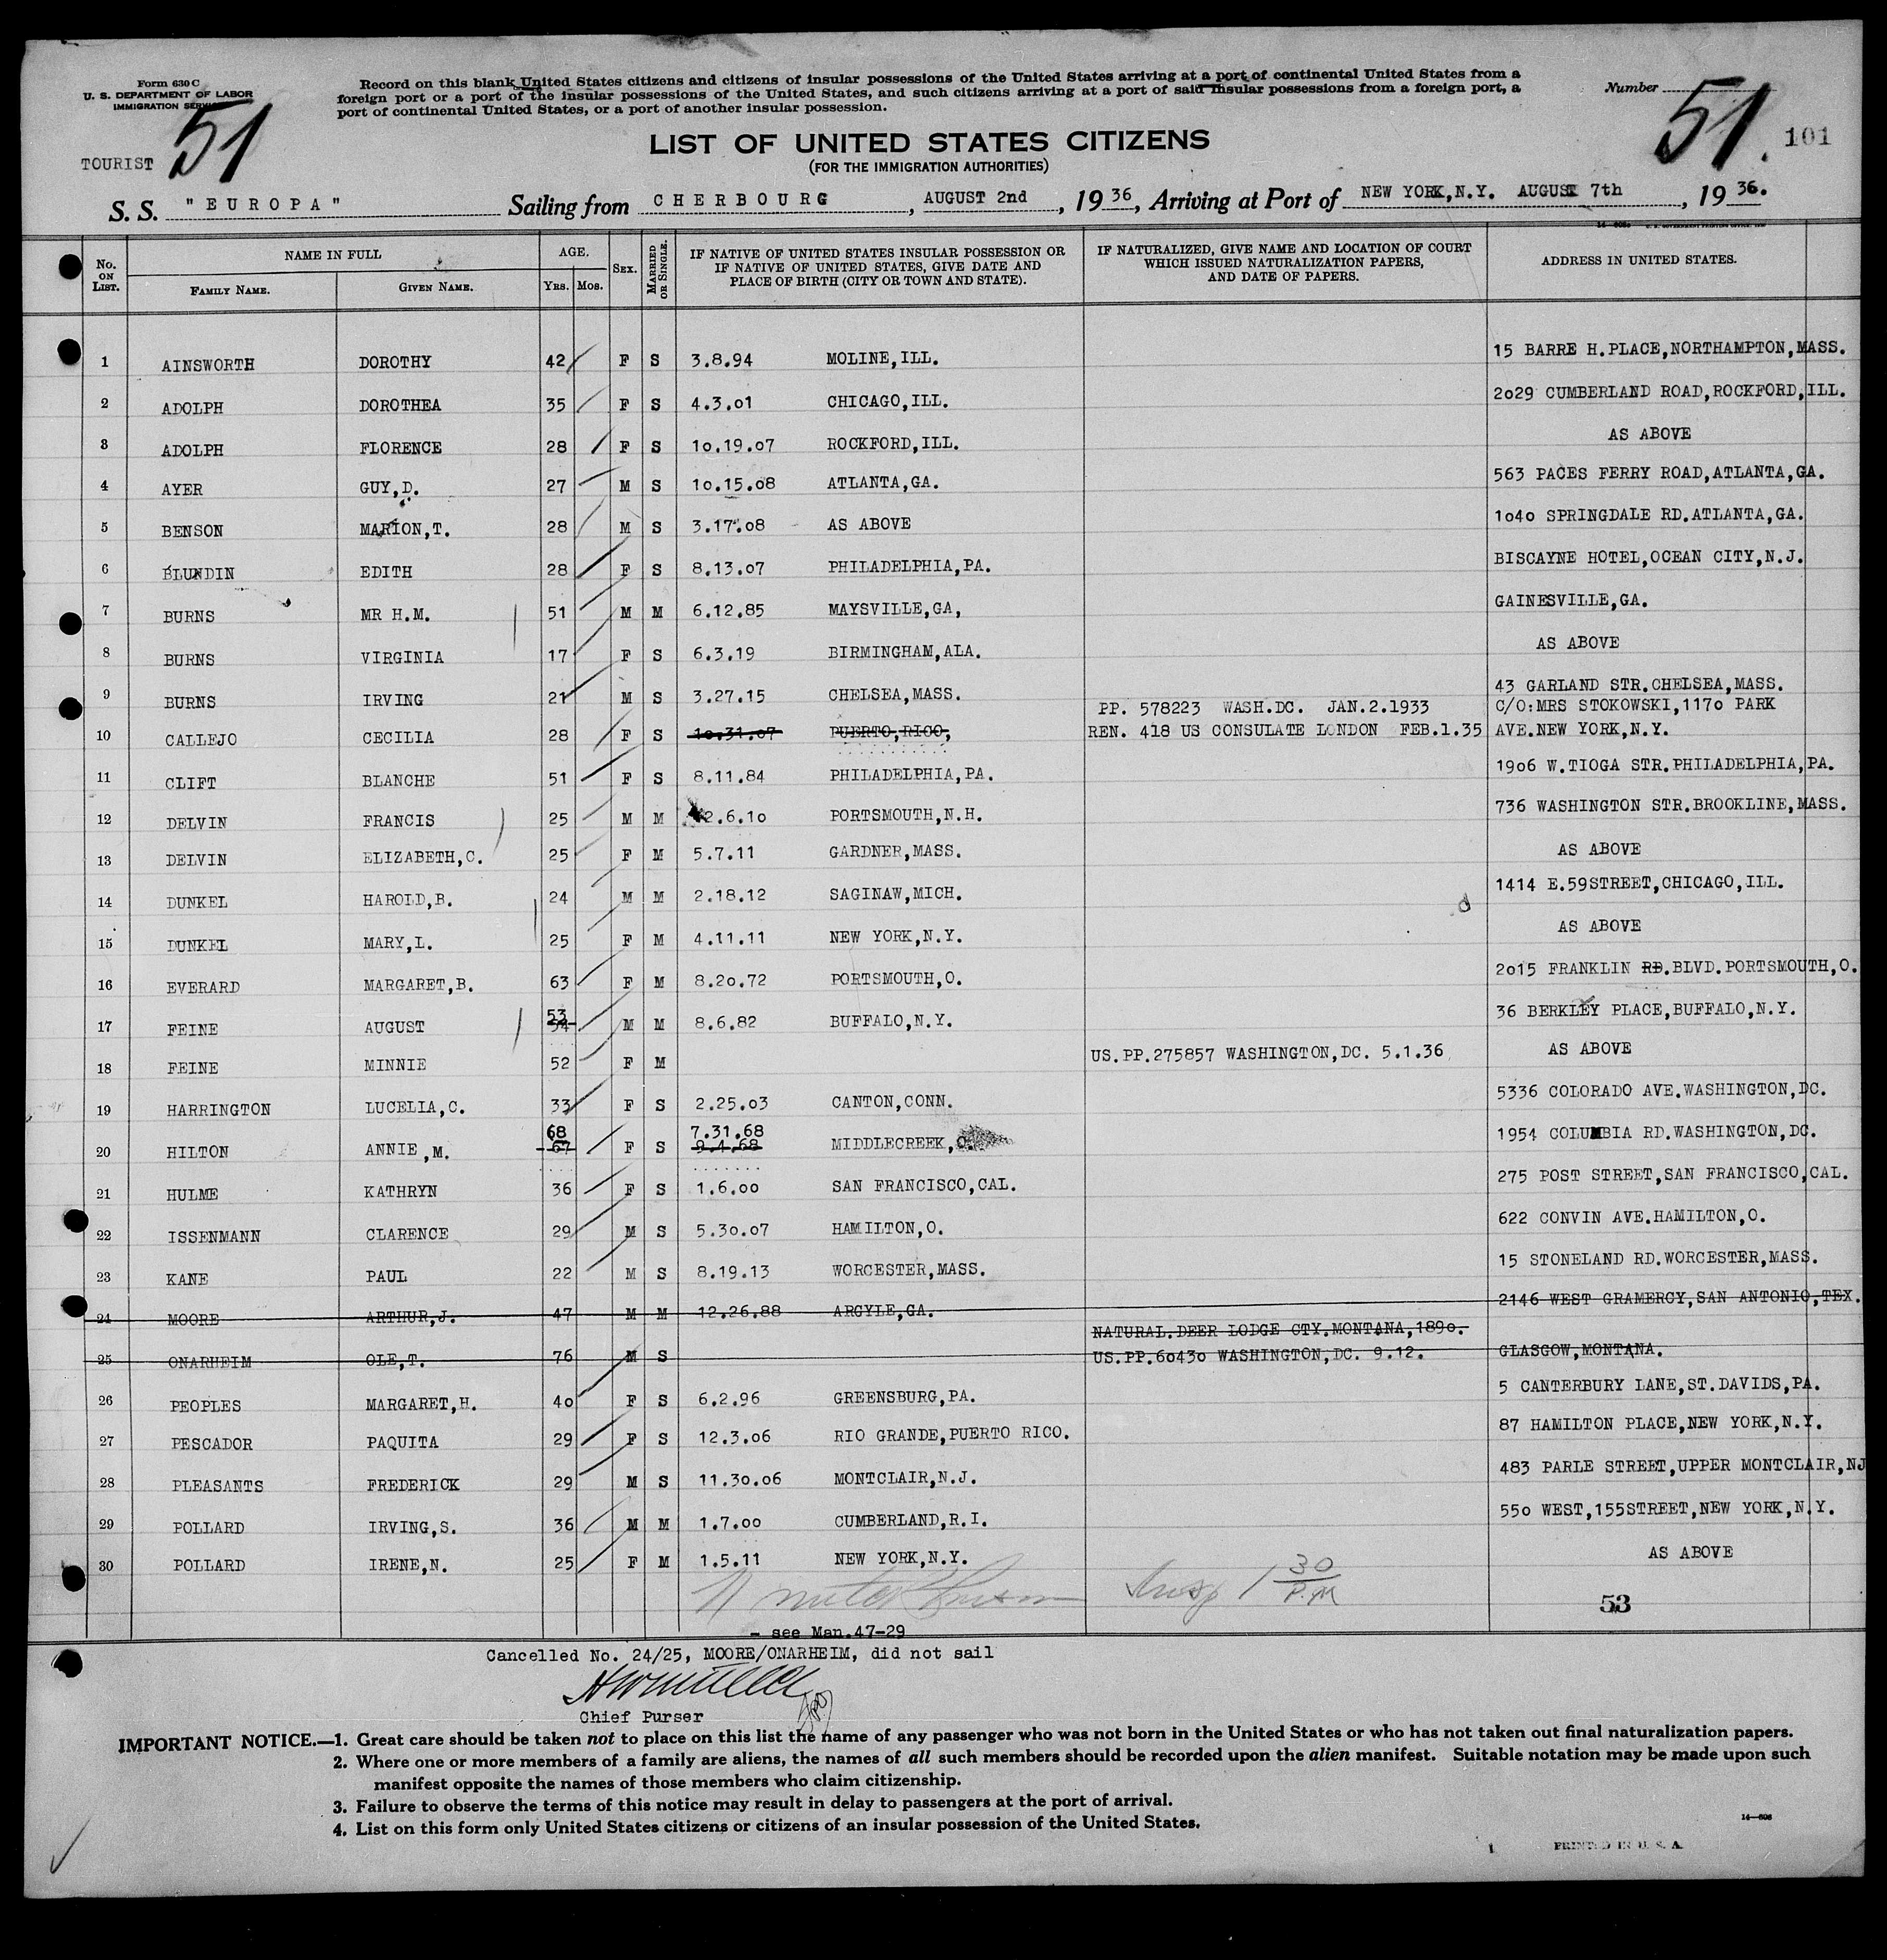 Form 630 C
U. S. DEPARTMENT OF LABOR
IMMIGRATION SERVICE
Record on this blank United States citizens and citizens of insular possessions of the United States arriving at a port of continental United States from a
foreign port or a port of the insular possessions of the United States, and such citizens arriving at a port of said insular possessions from a foreign port, a
port of continental United States, or a port of another insular possession.
Number
51
51
101
TOURIST
LIST OF UNITED STATES CITIZENS
(FOR THE IMMIGRATION AUTHORITIES)
S. S. "EUROPA" Sailing from CHERBOURG, AUGUST 2nd, 1936, Arriving at Port of NEW YORK,N.Y. AUGUST 7th, 1936.
No. ON LIST. NAME IN FULL FAMILY NAME. GIVEN NAME. AGE. YRS. MOS. SEX. MARRIED OR SINGLE. IF NATIVE OF UNITED STATES INSULAR POSSESSION OR IF NATIVE OF UNITED STATES, GIVE DATE AND PLACE OF BIRTH (CITY OR TOWN AND STATE). IF NATURALIZED, GIVE NAME AND LOCATION OF COURT WHICH ISSUED NATURALIZATION PAPERS, AND DATE OF PAPERS. ADDRESS IN UNITED STATES.
1 AINSWORTH DOROTHY 42 F S 3.8.94 MOLINE,ILL. 15 BARRE H.PLACE,NORTHAMPTON,MASS.
2 ADOLPH DOROTHEA 35 F S 4.3.01 CHICAGO,ILL. 2029 CUMBERLAND ROAD,ROCKFORD,ILL.
3 ADOLPH FLORENCE 28 F S 10.19.07 ROCKFORD,ILL. AS ABOVE
4 AYER GUY,D. 27 M S 10.15.08 ATLANTA,GA. 563 PACES FERRY ROAD,ATLANTA,GA.
5 BENSON MARION,T. 28 M S 3.17.08 AS ABOVE 1040 SPRINGDALE RD.ATLANTA,GA.
6 BLUNDIN EDITH 28 F S 8.13.07 PHILADELPHIA,PA. BISCAYNE HOTEL,OCEAN CITY,N.J.
7 BURNS MR H.M. 51 M M 6.12.85 MAYSVILLE,GA, GAINESVILLE,GA.
8 BURNS VIRGINIA 17 F S 6.3.19 BIRMINGHAM,ALA. AS ABOVE
9 BURNS IRVING 21 M S 3.27.15 CHELSEA,MASS. 43 GARLAND STR.CHELSEA,MASS.
PP. 578223 WASH.DC. JAN.2.1933 C/O:MRS STOKOWSKI,1170 PARK
10 CALLEJO CECILIA 28 F S 10.31.07 PUERTO,RICO, REN. 418 US CONSULATE LONDON FEB.1.35 AVE.NEW YORK,N.Y.
11 CLIFT BLANCHE 51 F S 8.11.84 PHILADELPHIA,PA. 1906 W.TIOGA STR.PHILADELPHIA,PA.
12 DELVIN FRANCIS 25 M M 2.6.10 PORTSMOUTH,N.H. 736 WASHINGTON STR.BROOKLINE,MASS.
13 DELVIN ELIZABETH,C. 25 F M 5.7.11 GARDNER,MASS. AS ABOVE
14 DUNKEL HAROLD,B. 24 M M 2.18.12 SAGINAW,MICH. 1414 E.59STREET,CHICAGO,ILL.
15 DUNKEL MARY,L. 25 F M 4.11.11 NEW YORK,N.Y. AS ABOVE
16 EVERARD MARGARET,B. 63 F M 8.20.72 PORTSMOUTH,O. 2015 FRANKLIN RD.BLVD.PORTSMOUTH,O.
53
17 FEINE AUGUST 54 M M 8.6.82 BUFFALO,N.Y. 36 BERKLEY PLACE,BUFFALO,N.Y.
18 FEINE MINNIE 52 F M US.PP.275857 WASHINGTON,DC. 5.1.36 AS ABOVE
19 HARRINGTON LUCELIA,C. 33 F S 2.25.03 CANTON,CONN. 5336 COLORADO AVE.WASHINGTON,DC.
68 7.31.68
20 HILTON ANNIE,M. 67 F S 9.4.68 MIDDLECREEK,O. 1954 COLUMBIA RD.WASHINGTON,DC.
21 HULME KATHRYN 36 F S 1.6.00 SAN FRANCISCO,CAL. 275 POST STREET,SAN FRANCISCO,CAL.
22 ISSENMANN CLARENCE 29 M S 5.30.07 HAMILTON,O. 622 CONVIN AVE.HAMILTON,O.
23 KANE PAUL 22 M S 8.19.13 WORCESTER,MASS. 15 STONELAND RD.WORCESTER,MASS.
24 MOORE ARTHUR,J. 47 M M 12.26.88 ARGYLE,GA. 2146 WEST GRAMERCY,SAN ANTONIO,TEX.
NATURAL.DEER LODGE CTY.MONTANA,1890.
25 ONARHEIM OLE,T. 76 M S US.PP.60430 WASHINGTON,DC. 9.12. GLASGOW,MONTANA.
26 PEOPLES MARGARET,H. 40 F S 6.2.96 GREENSBURG,PA. 5 CANTERBURY LANE,ST.DAVIDS,PA.
27 PESCADOR PAQUITA 29 F S 12.3.06 RIO GRANDE,PUERTO RICO. 87 HAMILTON PLACE,NEW YORK,N.Y.
28 PLEASANTS FREDERICK 29 M S 11.30.06 MONTCLAIR,N.J. 483 PARLE STREET,UPPER MONTCLAIR,NJ
29 POLLARD IRVING,S. 36 M M 1.7.00 CUMBERLAND,R.I. 550 WEST,155STREET,NEW YORK,N.Y.
30 POLLARD IRENE,N. 25 F M 1.5.11 NEW YORK,N.Y. AS ABOVE
1 30 P.M
53
- see Man.47-29
Cancelled No. 24/25, MOORE/ONARHEIM, did not sail
Chief Purser
IMPORTANT NOTICE.—1. Great care should be taken not to place on this list the name of any passenger who was not born in the United States or who has not taken out final naturalization papers.
2. Where one or more members of a family are aliens, the names of all such members should be recorded upon the alien manifest. Suitable notation may be made upon such
manifest opposite the names of those members who claim citizenship.
3. Failure to observe the terms of this notice may result in delay to passengers at the port of arrival.
4. List on this form only United States citizens or citizens of an insular possession of the United States.
PRINTED IN U. S. A.